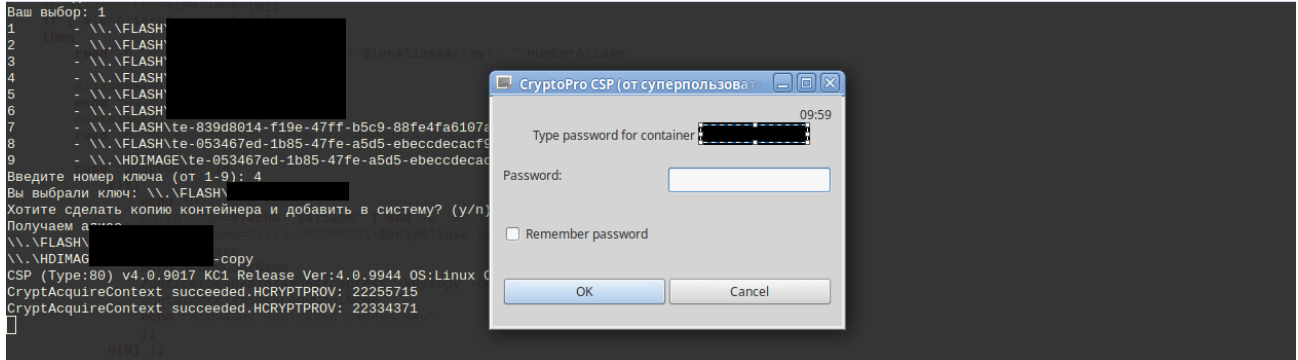 Ваш выбор: 1
1 - \\.\FLASH\
2 - \\.\FLASH\
3 - \\.\FLASH\
4 - \\.\FLASH\
5 - \\.\FLASH\
6 - \\.\FLASH\
7 - \\.\FLASH\te-839d8014-f19e-47ff-b5c9-88fe4fa6107a
8 - \\.\FLASH\te-053467ed-1b85-47fe-a5d5-ebeccdecacf9
9 - \\.\HDIMAGE\te-053467ed-1b85-47fe-a5d5-ebeccdecac
Введите номер ключа (от 1-9): 4
Вы выбрали ключ: \\.\FLASH\
Хотите сделать копию контейнера и добавить в систему? (y/n)
Получаем
\\.\FLASH\
\\.\HDIMAG -copy
CSP (Type:80) v4.0.9017 KC1 Release Ver:4.0.9944 OS:Linux
CryptAcquireContext succeeded.HCRYPTPROV: 22255715
CryptAcquireContext succeeded.HCRYPTPROV: 22334371
then
numberAliase
;;
n|N) ;;
CryptoPro CSP (от суперпользовате
09:59
Type password for container
Password:
Remember password
OK
Cancel